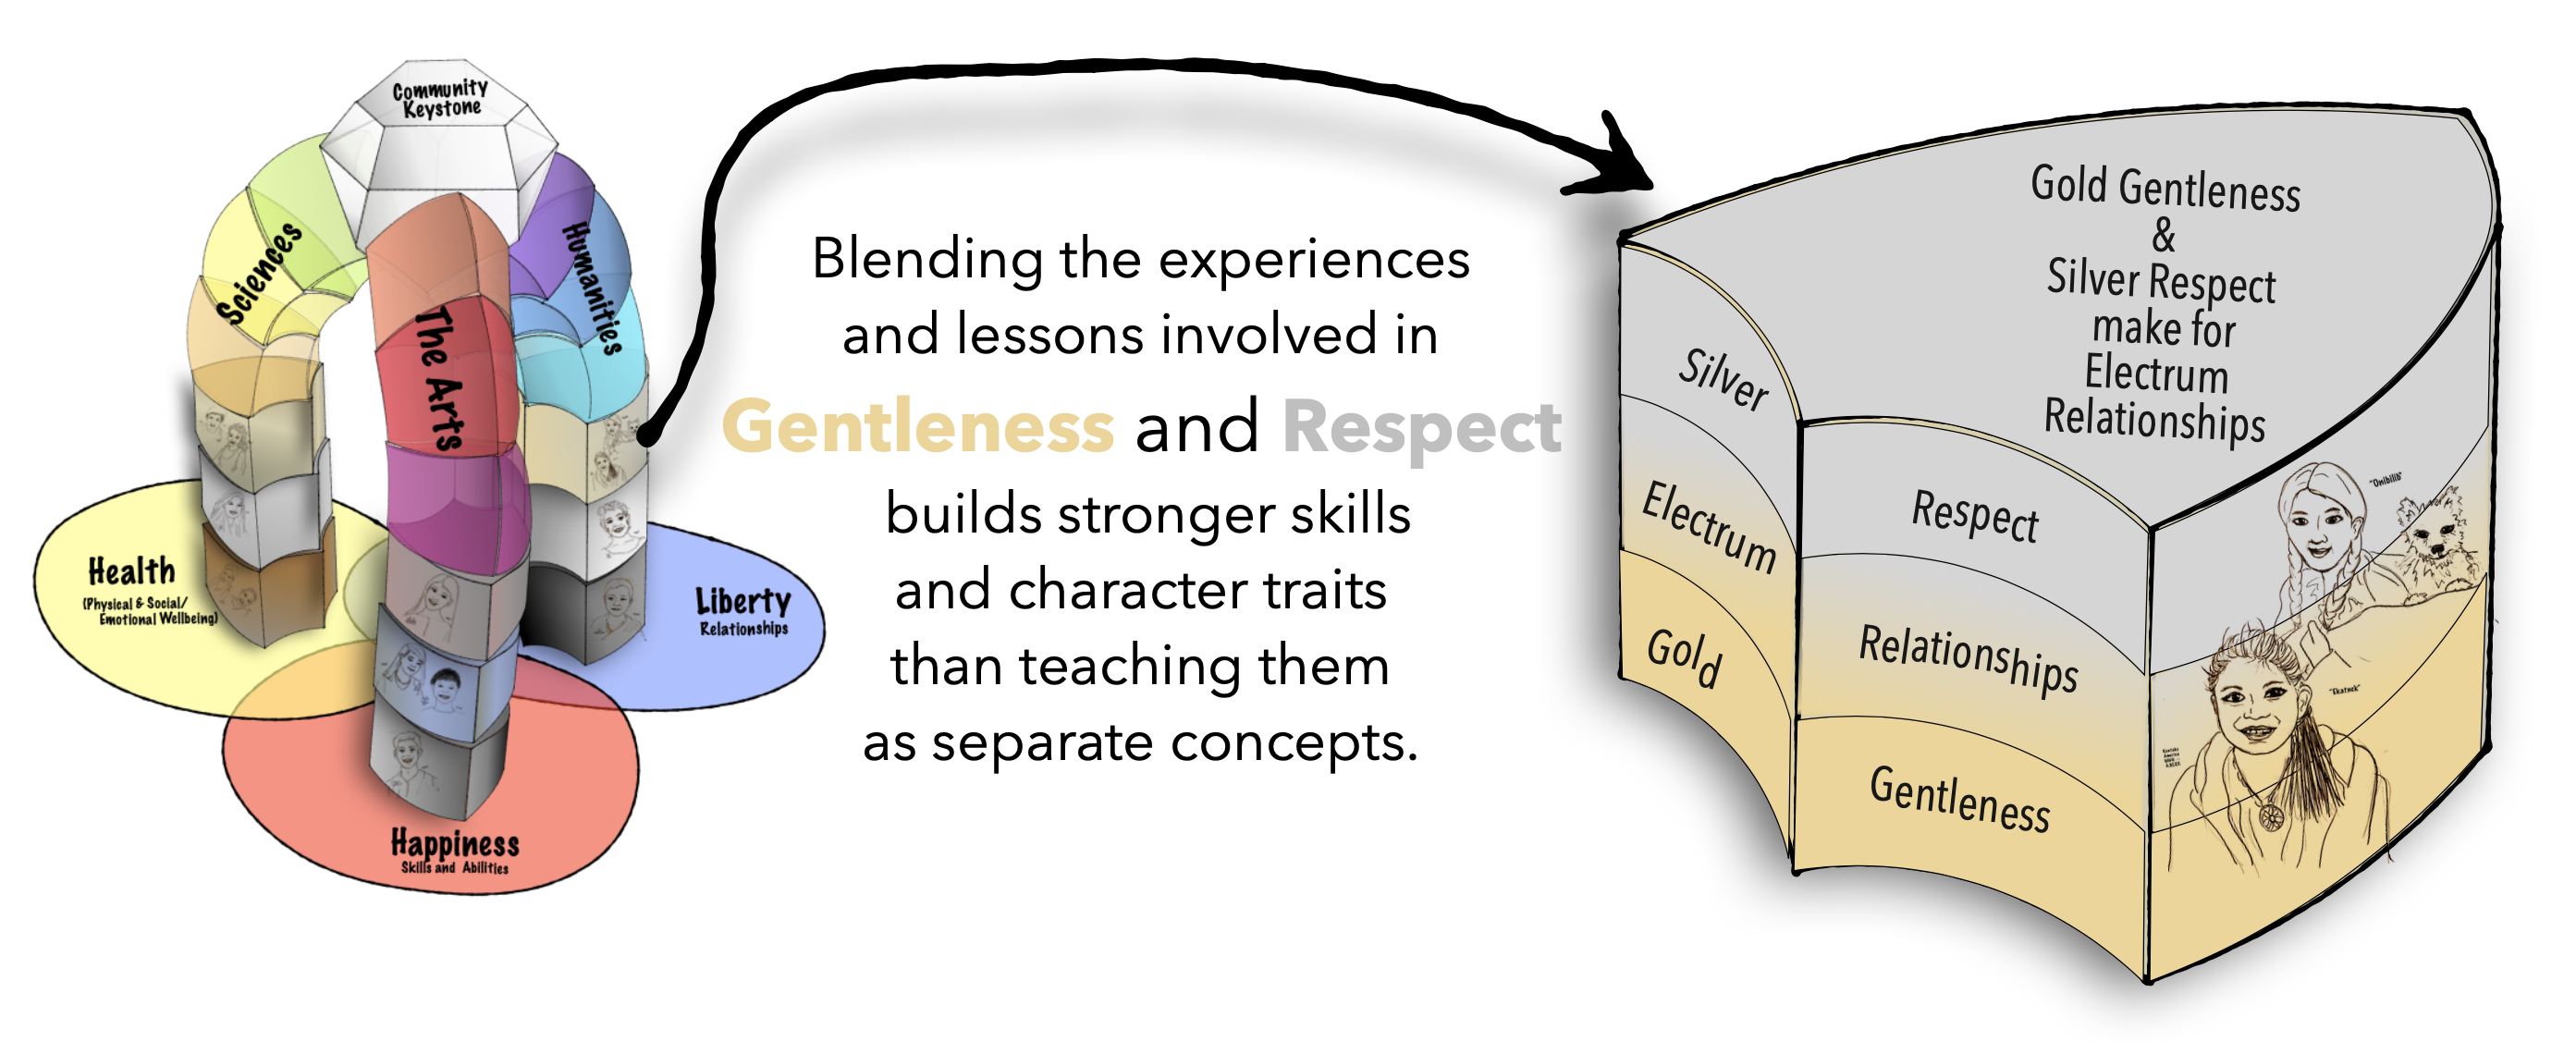 Community
Keystone
Sciences
Humanities
The Arts
Health
(Physical & Social/
Emotional Wellbeing)
Liberty
Relationships
Happiness
Skills and Abilities
Blending the experiences
and lessons involved in
Gentleness and Respect
builds stronger skills
and character traits
than teaching them
as separate concepts.
Gold Gentleness
&
Silver Respect
make for
Electrum
Relationships
Silver
Electrum
Gold
Respect
Relationships
Gentleness
"Onibilib"
"Ekatnek"